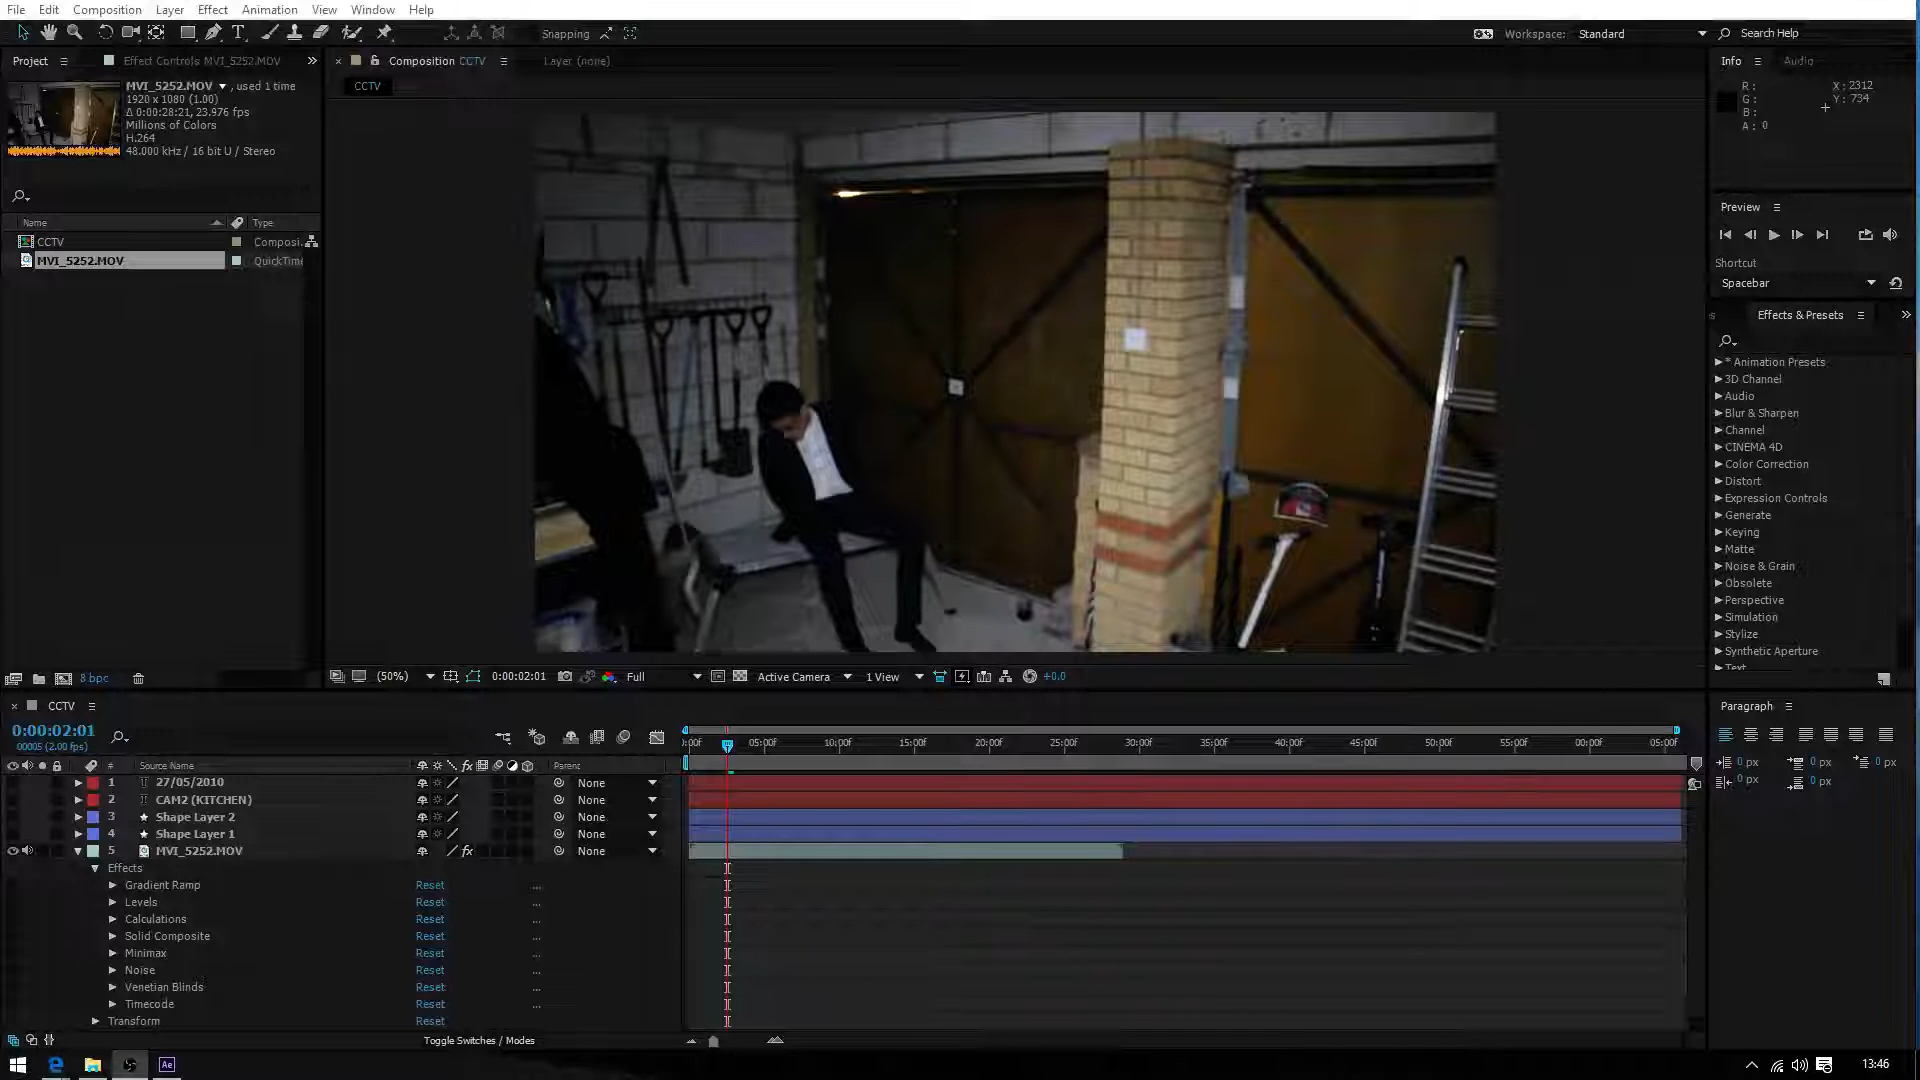 File Edit Composition Layer Effect Animation View Window Help
Snapping
Workspace: Standard
Search Help
Project
Effect Controls MVI_5252.MOV
Composition CCTV
Layer (none)
CCTV
MVI_5252.MOV , used 1 time
1920 x 1080 (1.00)
Δ 0:00:28:21, 23.976 fps
Millions of Colors
H.264
48.000 kHz / 16 bit U / Stereo
Name Type
CCTV Composi...
MVI_5252.MOV QuickTime
8 bpc
(50%) 0:00:02:01 Full Active Camera 1 View +0.0
Info Audio
R: X: 2312
G: Y: 734
B:
A: 0
Preview
Shortcut
Spacebar
Effects & Presets
* Animation Presets
3D Channel
Audio
Blur & Sharpen
Channel
CINEMA 4D
Color Correction
Distort
Expression Controls
Generate
Keying
Matte
Noise & Grain
Obsolete
Perspective
Simulation
Stylize
Synthetic Aperture
Text
CCTV
0:00:02:01
00005 (2.00 fps)
:00f 05:00f 10:00f 15:00f 20:00f 25:00f 30:00f 35:00f 40:00f 45:00f 50:00f 55:00f 00:00f 05:00f
# Source Name Parent
1 27/05/2010 None
2 CAM2 (KITCHEN) None
3 Shape Layer 2 None
4 Shape Layer 1 None
5 MVI_5252.MOV fx None
Effects
Gradient Ramp Reset ...
Levels Reset ...
Calculations Reset ...
Solid Composite Reset ...
Minimax Reset ...
Noise Reset ...
Venetian Blinds Reset ...
Timecode Reset ...
Transform Reset
Toggle Switches / Modes
Paragraph
0 px 0 px 0 px
0 px 0 px
Ae
13:46